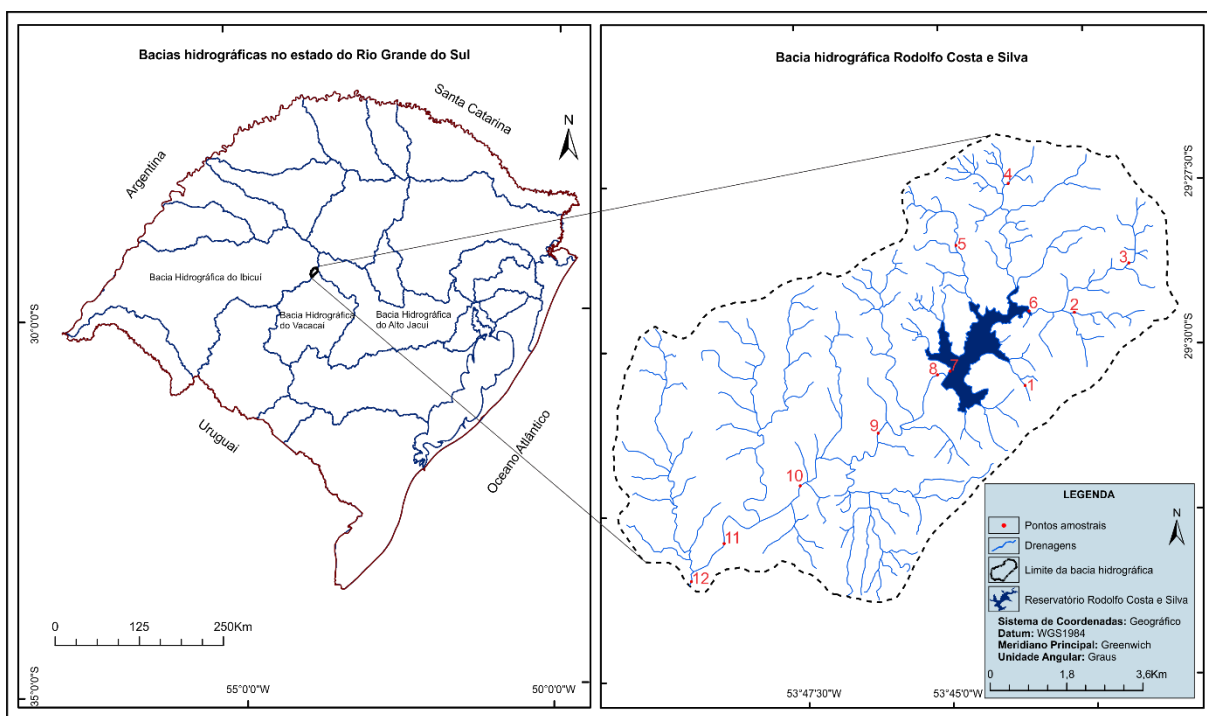 Bacias hidrográficas no estado do Rio Grande do Sul
Santa Catarina
N
Argentina
Bacia Hidrográfica do Ibicuí
Bacia Hidrográfica
do Vacacaí
Bacia Hidrográfica
do Alto Jacuí
Uruguai
Oceano Atlântico
30°0'0"S
35°0'0"S
0
125
250Km
55°0'0"W
50°0'0"W
Bacia hidrográfica Rodolfo Costa e Silva
4
5
3
6
2
7
8
1
9
10
11
12
29°27'30"S
29°30'0"S
LEGENDA
N
Pontos amostrais
Drenagens
Limite da bacia hidrográfica
Reservatório Rodolfo Costa e Silva
Sistema de Coordenadas: Geográfico
Datum: WGS1984
Meridiano Principal: Greenwich
Unidade Angular: Graus
0
1,8
3,6Km
53°47'30"W
53°45'0"W